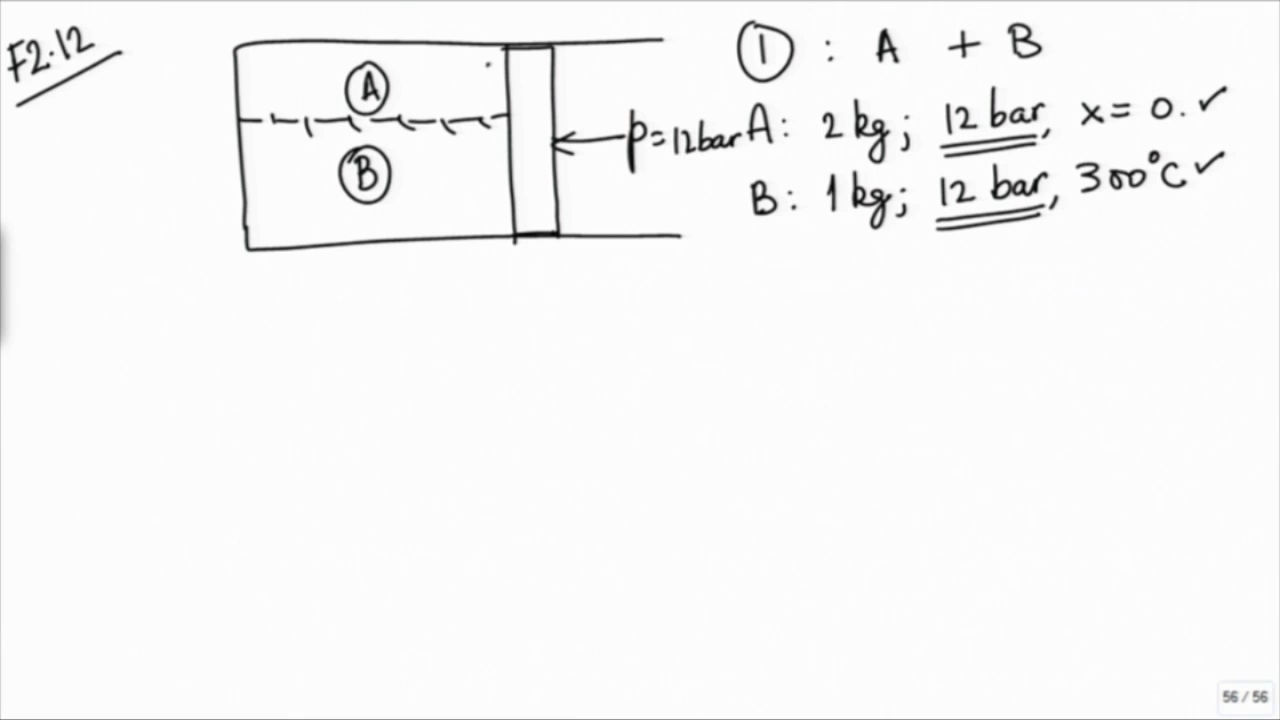 F2.12
① : A + B
A
p=12bar
A: 2 kg; 12 bar, x = 0. ✓
B
B: 1 kg; 12 bar, 300°C ✓
56 / 56